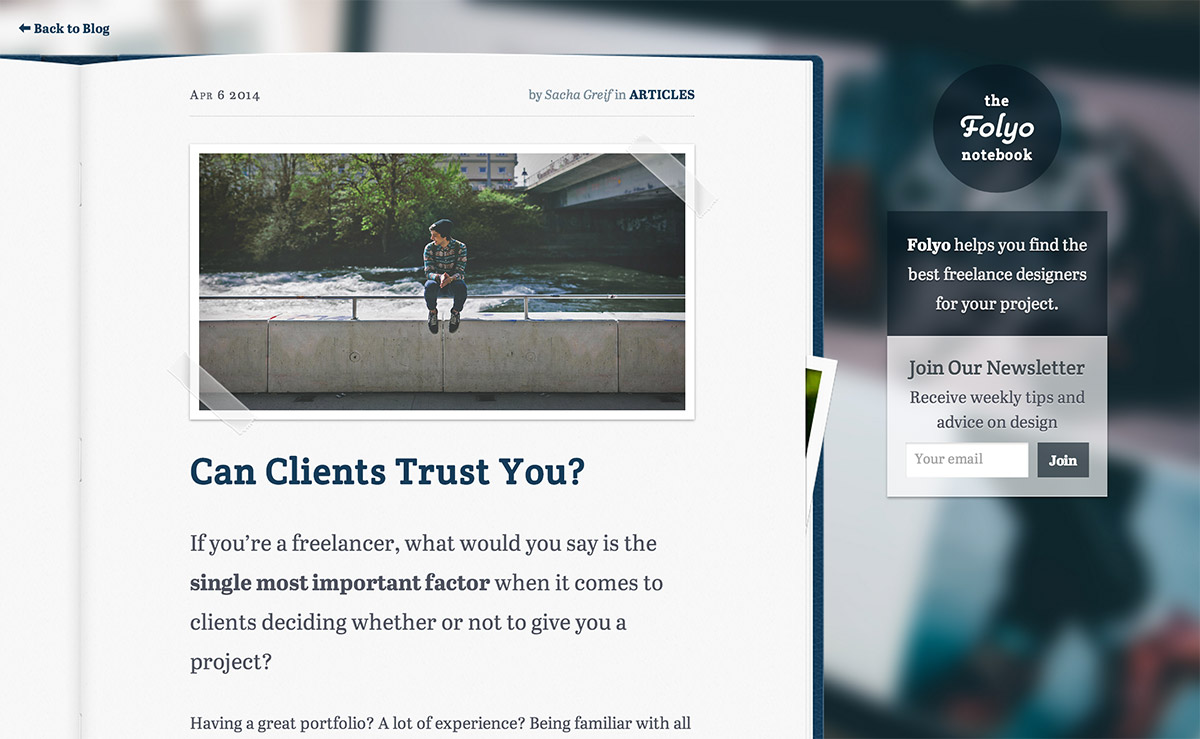 Back to Blog
APR 6 2014
by Sacha Greif in ARTICLES
Can Clients Trust You?
If you’re a freelancer, what would you say is the
single most important factor when it comes to
clients deciding whether or not to give you a
project?
Having a great portfolio? A lot of experience? Being familiar with all
the
Folyo
notebook
Folyo helps you find the
best freelance designers
for your project.
Join Our Newsletter
Receive weekly tips and
advice on design
Your email
Join